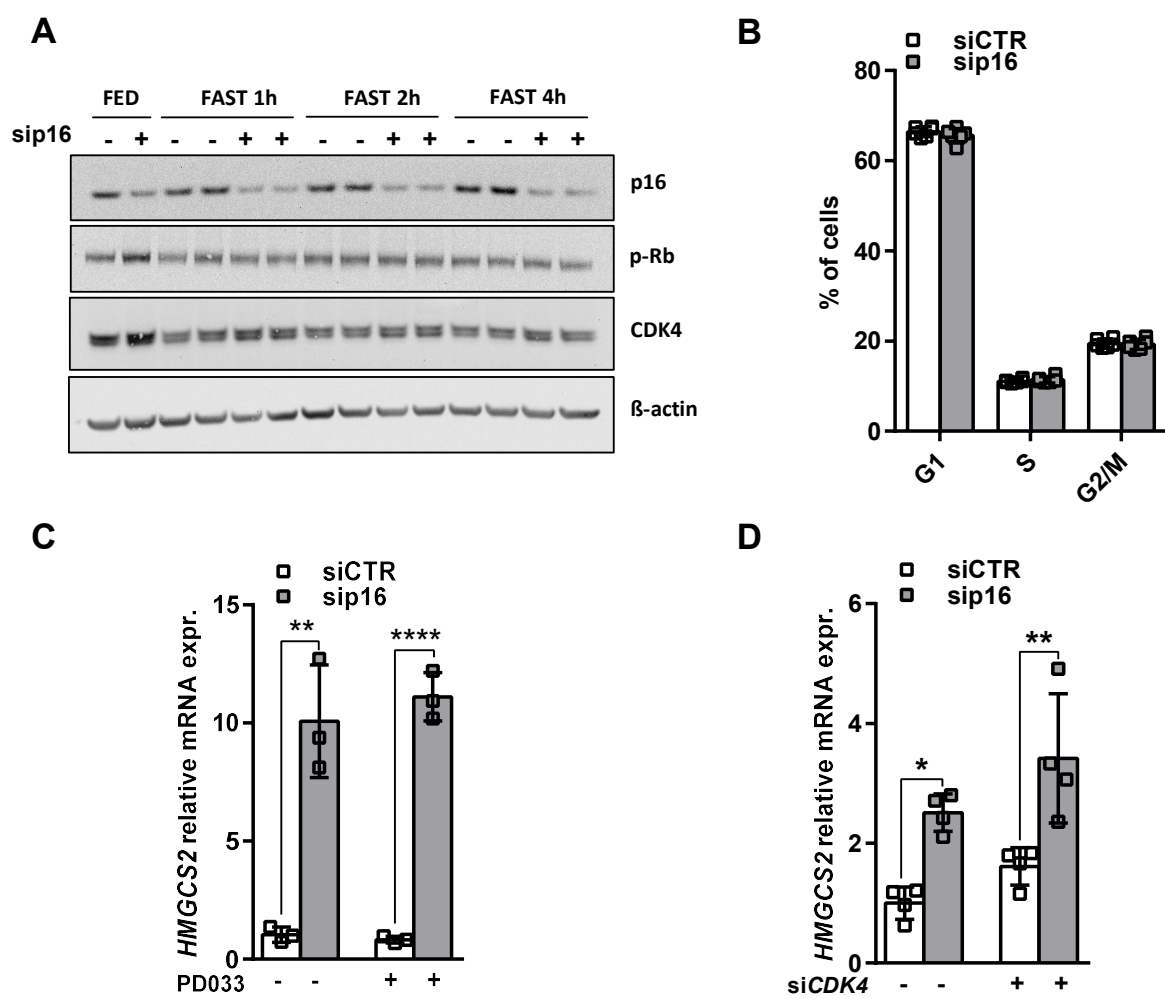 A
FED FAST 1h FAST 2h FAST 4h
sip16 - + - - + + - - + + - - + +
p16
p-Rb
CDK4
ß-actin
B
siCTR
sip16
% of cells
80
60
40
20
0
G1 S G2/M
C
siCTR
sip16
HMGCS2 relative mRNA expr.
15
10
5
0
** ****
PD033 - - + +
D
siCTR
sip16
HMGCS2 relative mRNA expr.
6
4
2
0
* **
siCDK4 - - + +